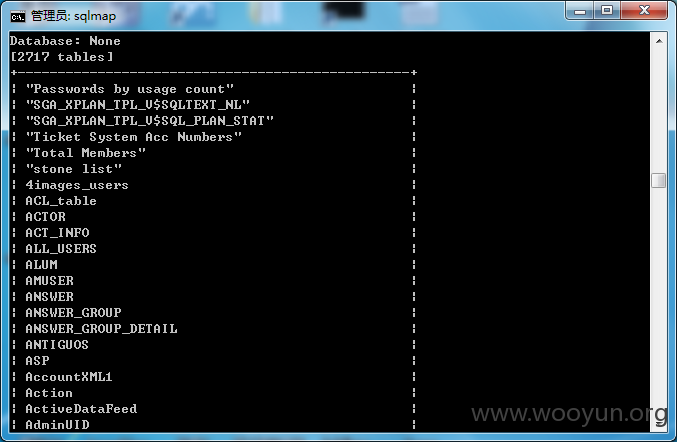 管理员: sqlmap
Database: None
[2717 tables]
+-------------------------------------------------+
| "Passwords by usage count" |
| "SGA_XPLAN_TPL_V$SQLTEXT_NL" |
| "SGA_XPLAN_TPL_V$SQL_PLAN_STAT" |
| "Ticket System Acc Numbers" |
| "Total Members" |
| "stone list" |
| 4images_users |
| ACL_table |
| ACTOR |
| ACT_INFO |
| ALL_USERS |
| ALUM |
| AMUSER |
| ANSWER |
| ANSWER_GROUP |
| ANSWER_GROUP_DETAIL |
| ANTIGUOS |
| ASP |
| AccountXML1 |
| Action |
| ActiveDataFeed |
| AdminUID |
www.wooyun.org